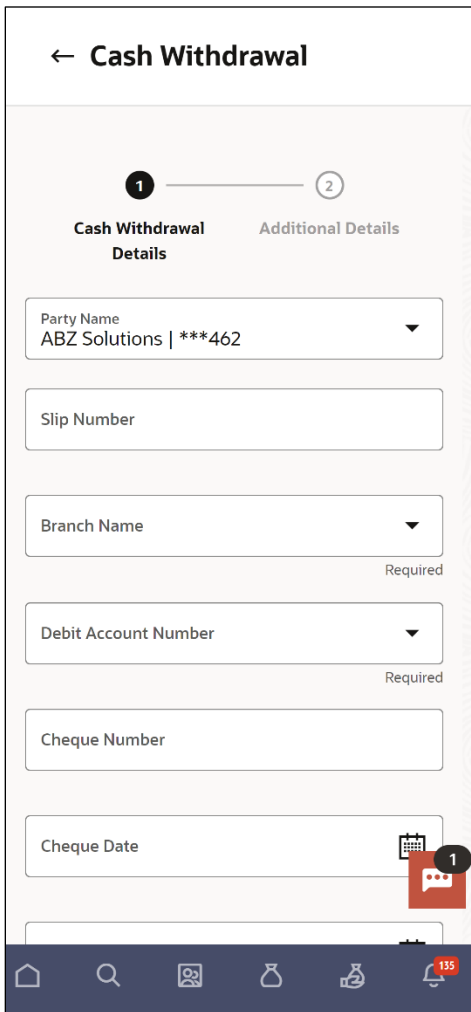 ← Cash Withdrawal
1
2
Cash Withdrawal
Details
Additional Details
Party Name
ABZ Solutions | ***462
Slip Number
Branch Name
Required
Debit Account Number
Required
Cheque Number
Cheque Date
1
135